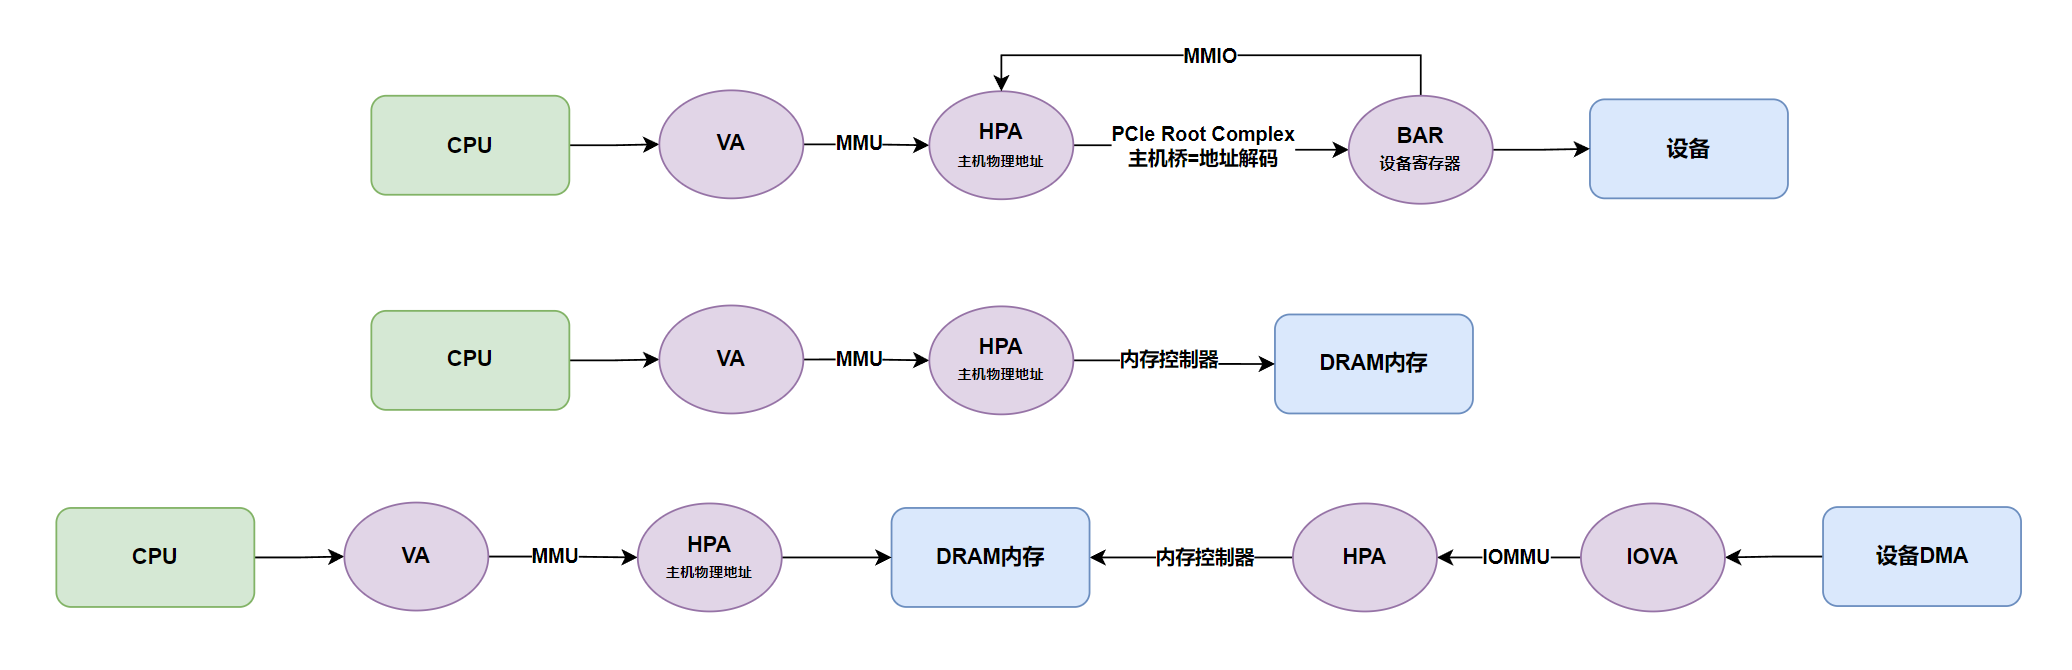 MMIO
CPU
VA
MMU
HPA
主机物理地址
PCIe Root Complex
主机桥=地址解码
BAR
设备寄存器
设备
CPU
VA
MMU
HPA
主机物理地址
内存控制器
DRAM内存
CPU
VA
MMU
HPA
主机物理地址
DRAM内存
内存控制器
HPA
IOMMU
IOVA
设备DMA